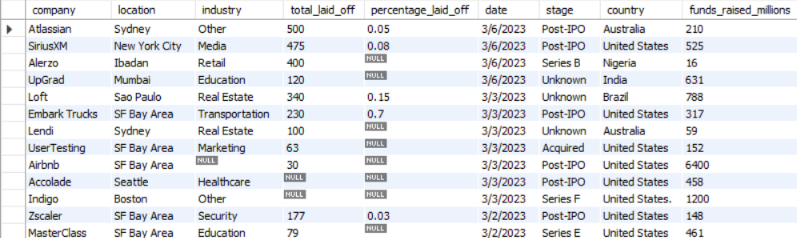 company location industry total_laid_off percentage_laid_off date stage country funds_raised_millions
Atlassian Sydney Other 500 0.05 3/6/2023 Post-IPO Australia 210
SiriusXM New York City Media 475 0.08 3/6/2023 Post-IPO United States 525
Alerzo Ibadan Retail 400 NULL 3/6/2023 Series B Nigeria 16
UpGrad Mumbai Education 120 NULL 3/6/2023 Unknown India 631
Loft Sao Paulo Real Estate 340 0.15 3/3/2023 Unknown Brazil 788
Embark Trucks SF Bay Area Transportation 230 0.7 3/3/2023 Post-IPO United States 317
Lendi Sydney Real Estate 100 NULL 3/3/2023 Unknown Australia 59
UserTesting SF Bay Area Marketing 63 NULL 3/3/2023 Acquired United States 152
Airbnb SF Bay Area NULL 30 NULL 3/3/2023 Post-IPO United States 6400
Accolade Seattle Healthcare NULL NULL 3/3/2023 Post-IPO United States 458
Indigo Boston Other NULL NULL 3/3/2023 Series F United States. 1200
Zscaler SF Bay Area Security 177 0.03 3/2/2023 Post-IPO United States 148
MasterClass SF Bay Area Education 79 NULL 3/2/2023 Series E United States 461